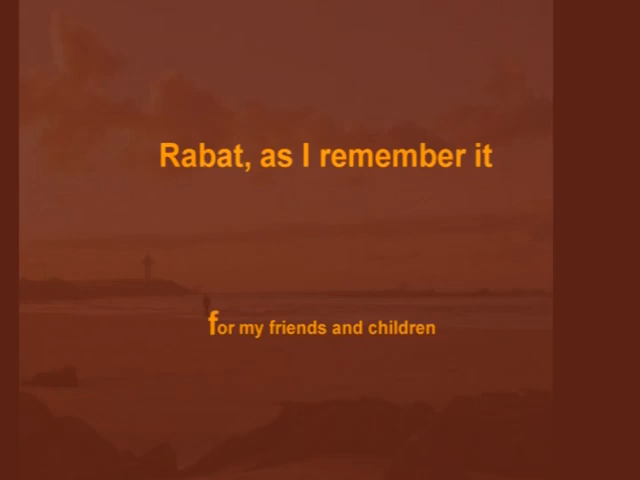 Rabat, as I remember it
for my friends and children